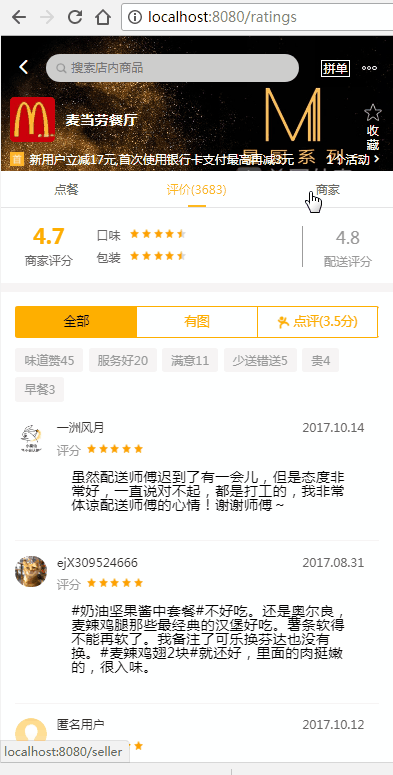 localhost:8080/ratings
搜索店内商品
拼单
麦当劳餐厅
收藏
新用户立减17元,首次使用银行卡支付最高再减3元
1个活动
点餐
评价(3683)
商家
4.7
商家评分
口味
包装
4.8
配送评分
全部
有图
点评(3.5分)
味道赞45
服务好20
满意11
少送错送5
贵4
早餐3
一洲风月
2017.10.14
评分
虽然配送师傅迟到了有一会儿，但是态度非
常好，一直说对不起，都是打工的，我非常
体谅配送师傅的心情！谢谢师傅～
ejX309524666
2017.08.31
评分
#奶油坚果酱中套餐#不好吃。还是奥尔良，
麦辣鸡腿那些最经典的汉堡好吃。薯条软得
不能再软了。我备注了可乐换芬达也没有
换。#麦辣鸡翅2块#就还好，里面的肉挺嫩
的，很入味。
匿名用户
2017.10.12
localhost:8080/seller